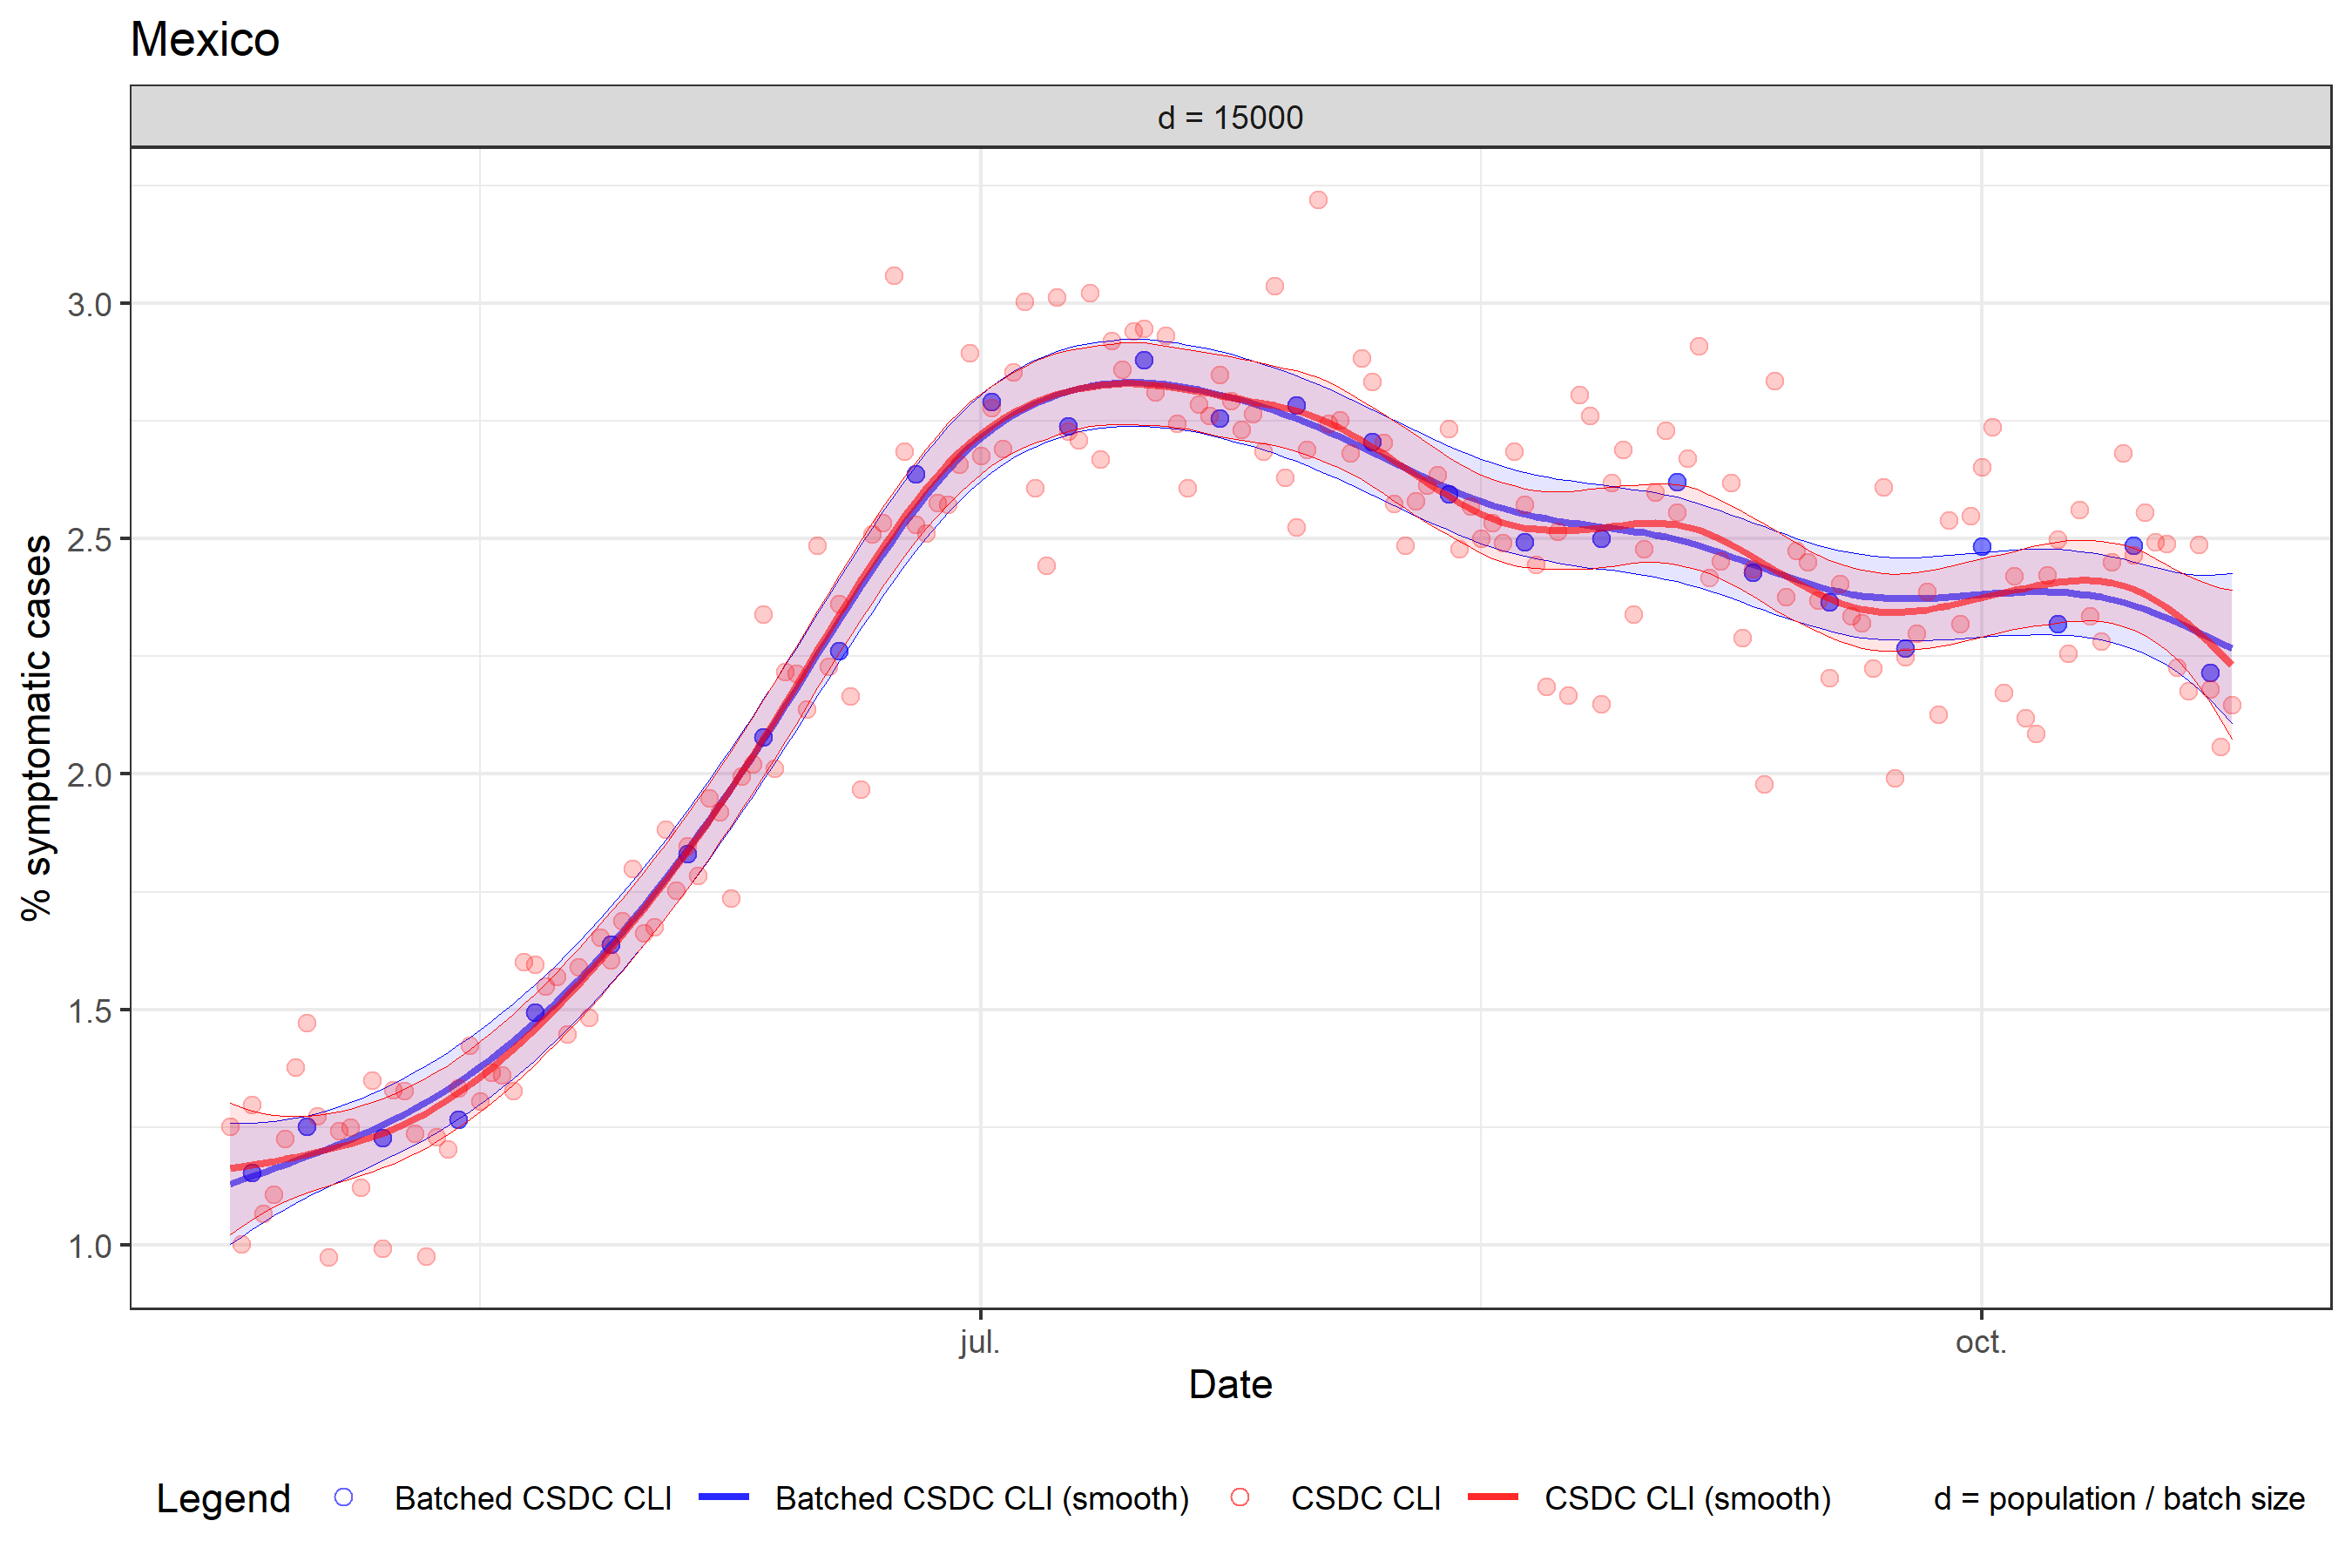 Mexico
d = 15000
% symptomatic cases
3.0
2.5
2.0
1.5
1.0
jul.
oct.
Date
Legend
Batched CSDC CLI
Batched CSDC CLI (smooth)
CSDC CLI
CSDC CLI (smooth)
d = population / batch size